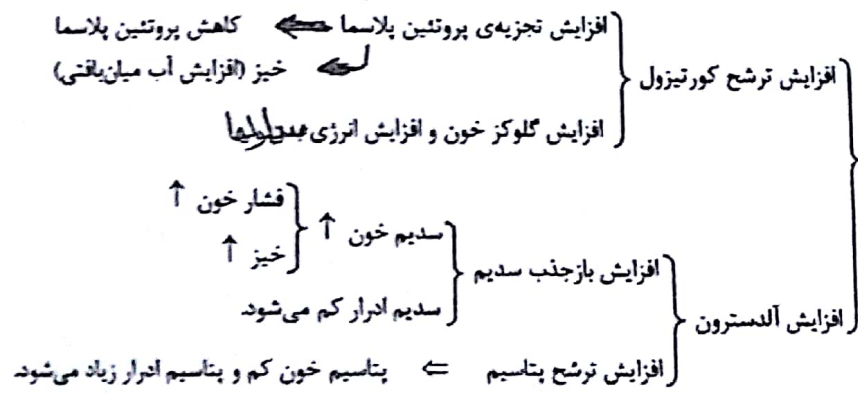 افزایش تجزیه‌ی پروتئین پلاسما ⇐ کاهش پروتئین پلاسما
خیز (افزایش آب میان‌بافتی)
افزایش ترشح کورتیزول
افزایش گلوکز خون و افزایش انرژی
فشار خون ↑
سدیم خون ↑
خیز ↑
افزایش بازجذب سدیم
سدیم ادرار کم می‌شود.
افزایش آلدسترون
افزایش ترشح پتاسیم ⇐ پتاسیم خون کم و پتاسیم ادرار زیاد می‌شود.